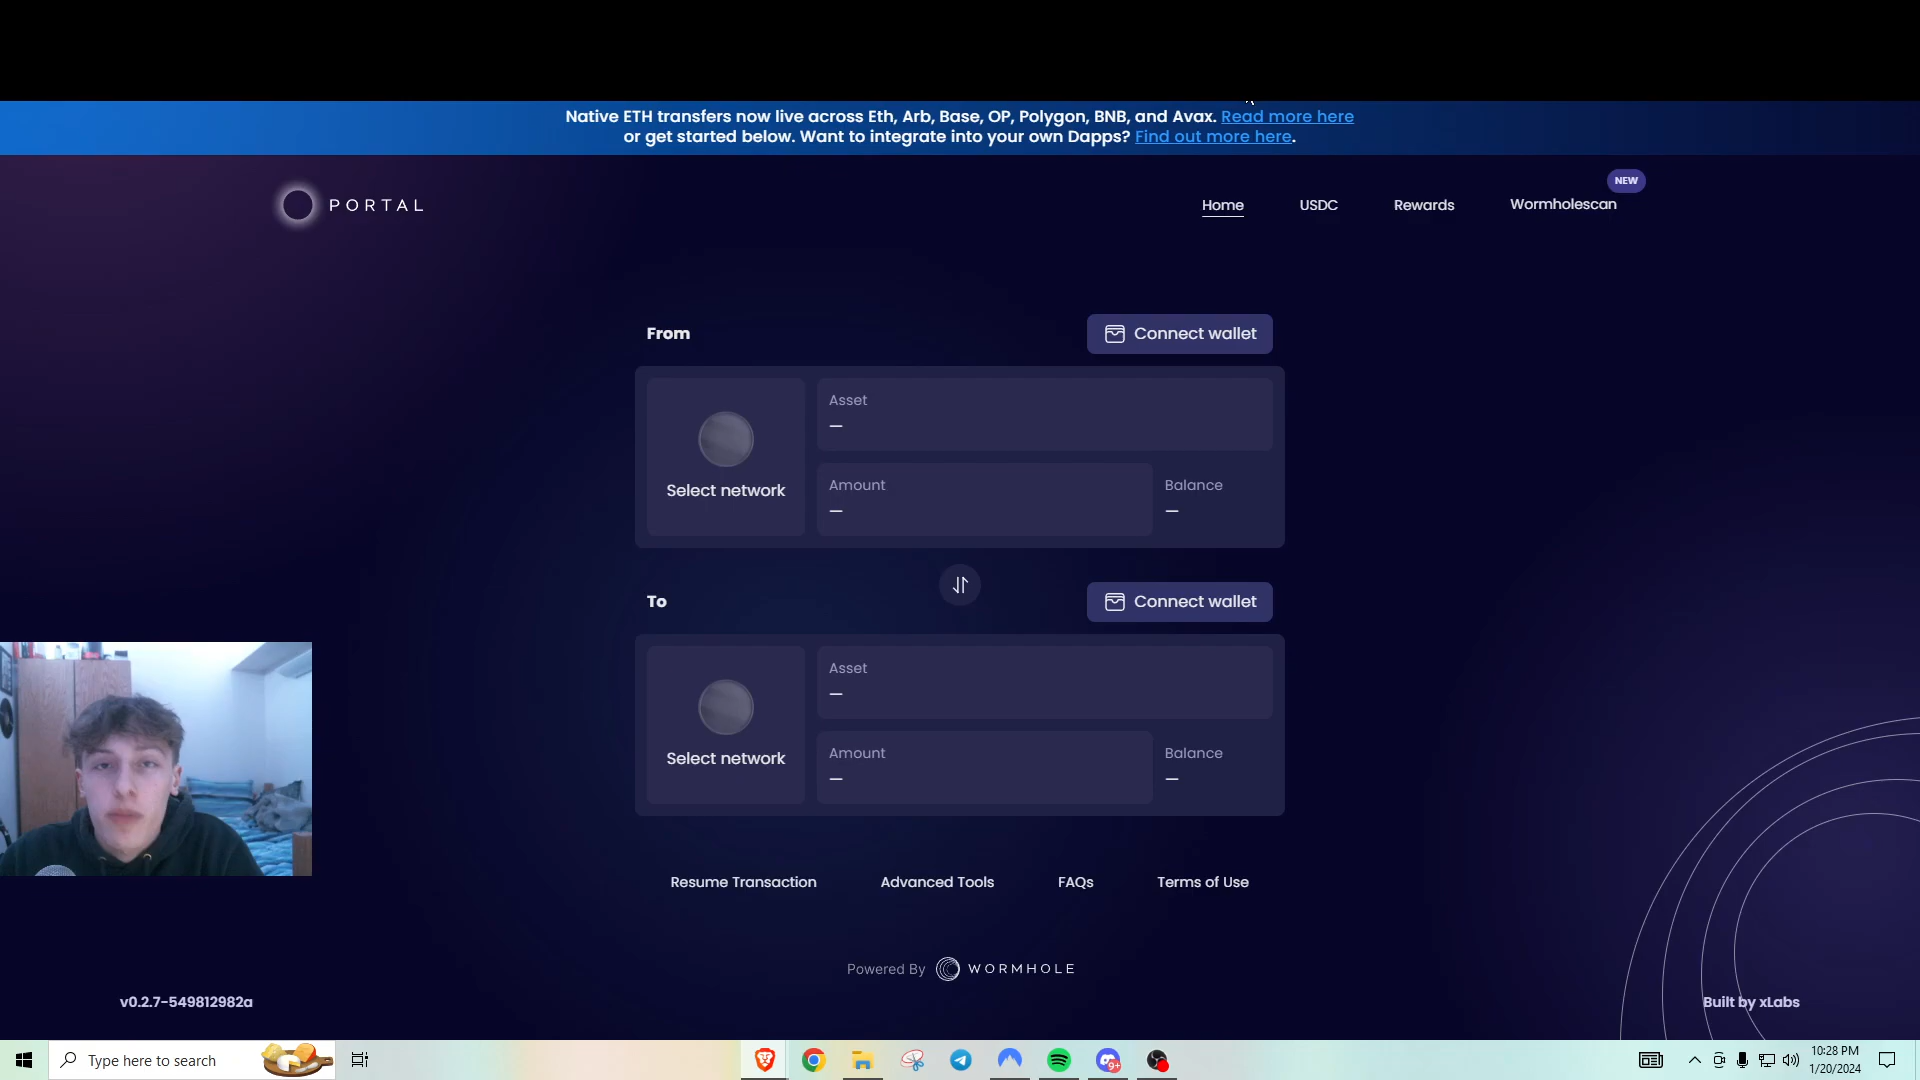 Native ETH transfers now live across Eth, Arb, Base, OP, Polygon, BNB, and Avax. Read more here
or get started below. Want to integrate into your own Dapps? Find out more here.
PORTAL
Home
USDC
Rewards
Wormholescan
NEW
From
Connect wallet
Select network
Asset
—
Amount
—
Balance
—
To
Connect wallet
Select network
Asset
—
Amount
—
Balance
—
Resume Transaction
Advanced Tools
FAQs
Terms of Use
Powered By WORMHOLE
v0.2.7-549812982a
Built by xLabs
Type here to search
9+
10:28 PM
1/20/2024